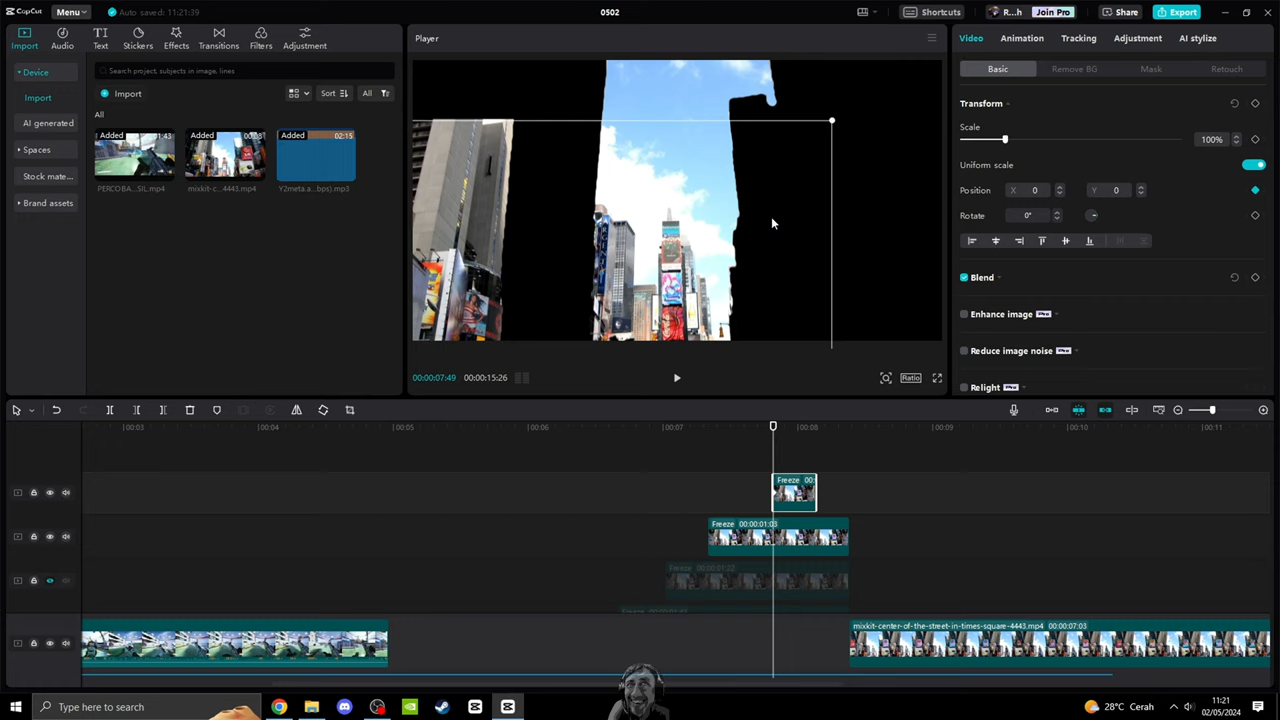 CapCut
Menu
Auto saved: 11:21:39
0502
Shortcuts
R...h
Join Pro
Share
Export
Import
Audio
Text
Stickers
Effects
Transitions
Filters
Adjustment
Player
Video
Animation
Tracking
Adjustment
AI stylize
Device
Import
AI generated
Spaces
Stock mate...
Brand assets
Search project, subjects in image, lines
Import
Sort
All
All
Added
Added
00:08
Added
02:15
PERCOBA...SIL.mp4
mixkit-c...4443.mp4
Y2meta.a...bps).mp3
Basic
Remove BG
Mask
Retouch
Transform
Scale
100%
Uniform scale
Position
X
0
Y
0
Rotate
0°
Blend
Enhance image
Pro
Reduce image noise
Pro
Relight
Pro
00:00:07:49
00:00:15:26
Ratio
00:03
00:04
00:05
00:06
00:07
00:08
00:09
00:10
00:11
Freeze 00:
Freeze 00:00:01:03
Freeze 00:00:01:22
mixkit-center-of-the-street-in-times-square-4443.mp4 00:00:07:03
Type here to search
28°C Cerah
11:21
02/05/2024